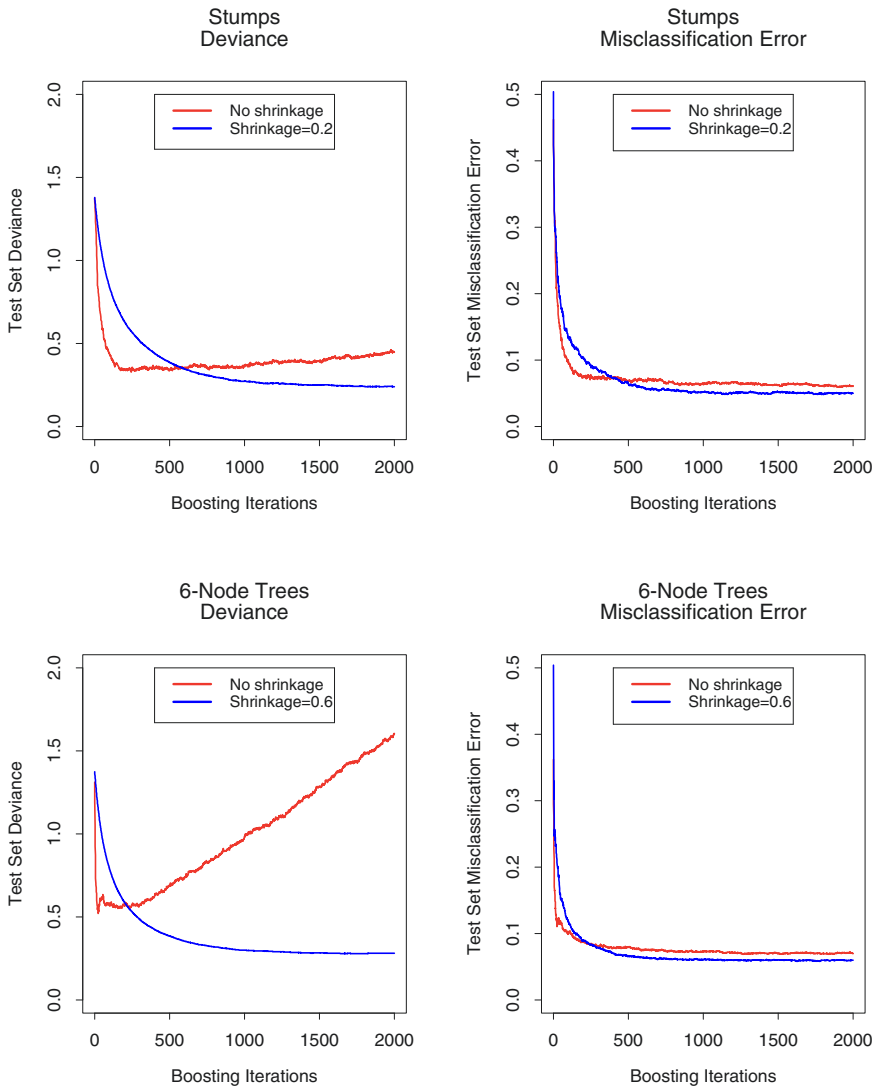 Stumps
Deviance
No shrinkage
Shrinkage=0.2
2.0
1.5
1.0
0.5
0.0
Test Set Deviance
0 500 1000 1500 2000
Boosting Iterations
Stumps
Misclassification Error
No shrinkage
Shrinkage=0.2
0.5
0.4
0.3
0.2
0.1
0.0
Test Set Misclassification Error
0 500 1000 1500 2000
Boosting Iterations
6-Node Trees
Deviance
No shrinkage
Shrinkage=0.6
2.0
1.5
1.0
0.5
0.0
Test Set Deviance
0 500 1000 1500 2000
Boosting Iterations
6-Node Trees
Misclassification Error
No shrinkage
Shrinkage=0.6
0.5
0.4
0.3
0.2
0.1
0.0
Test Set Misclassification Error
0 500 1000 1500 2000
Boosting Iterations